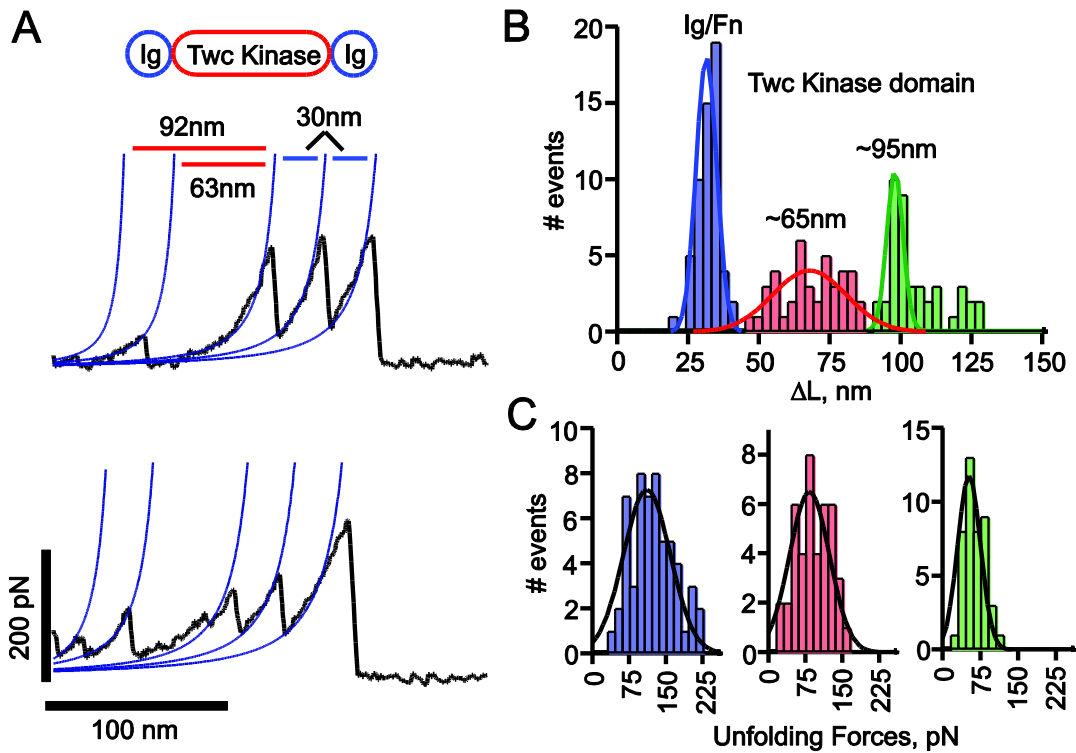 A
Ig Twc Kinase Ig
92nm
30nm
63nm
200 pN
100 nm
B
Ig/Fn
Twc Kinase domain
~95nm
~65nm
# events
20
15
10
5
0
0 25 50 75 100 125 150
ΔL, nm
C
# events
10
8
6
4
2
0
0 75 150 225
8
6
4
2
0
0 75 150 225
15
10
5
0
0 75 150 225
Unfolding Forces, pN